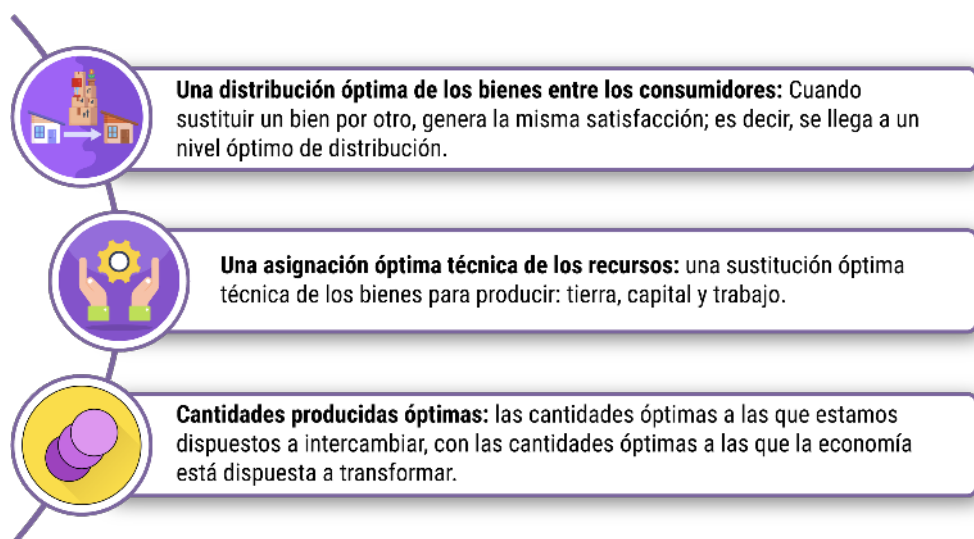 Una distribución óptima de los bienes entre los consumidores: Cuando
sustituir un bien por otro, genera la misma satisfacción; es decir, se llega a un
nivel óptimo de distribución.
Una asignación óptima técnica de los recursos: una sustitución óptima
técnica de los bienes para producir: tierra, capital y trabajo.
Cantidades producidas óptimas: las cantidades óptimas a las que estamos
dispuestos a intercambiar, con las cantidades óptimas a las que la economía
está dispuesta a transformar.